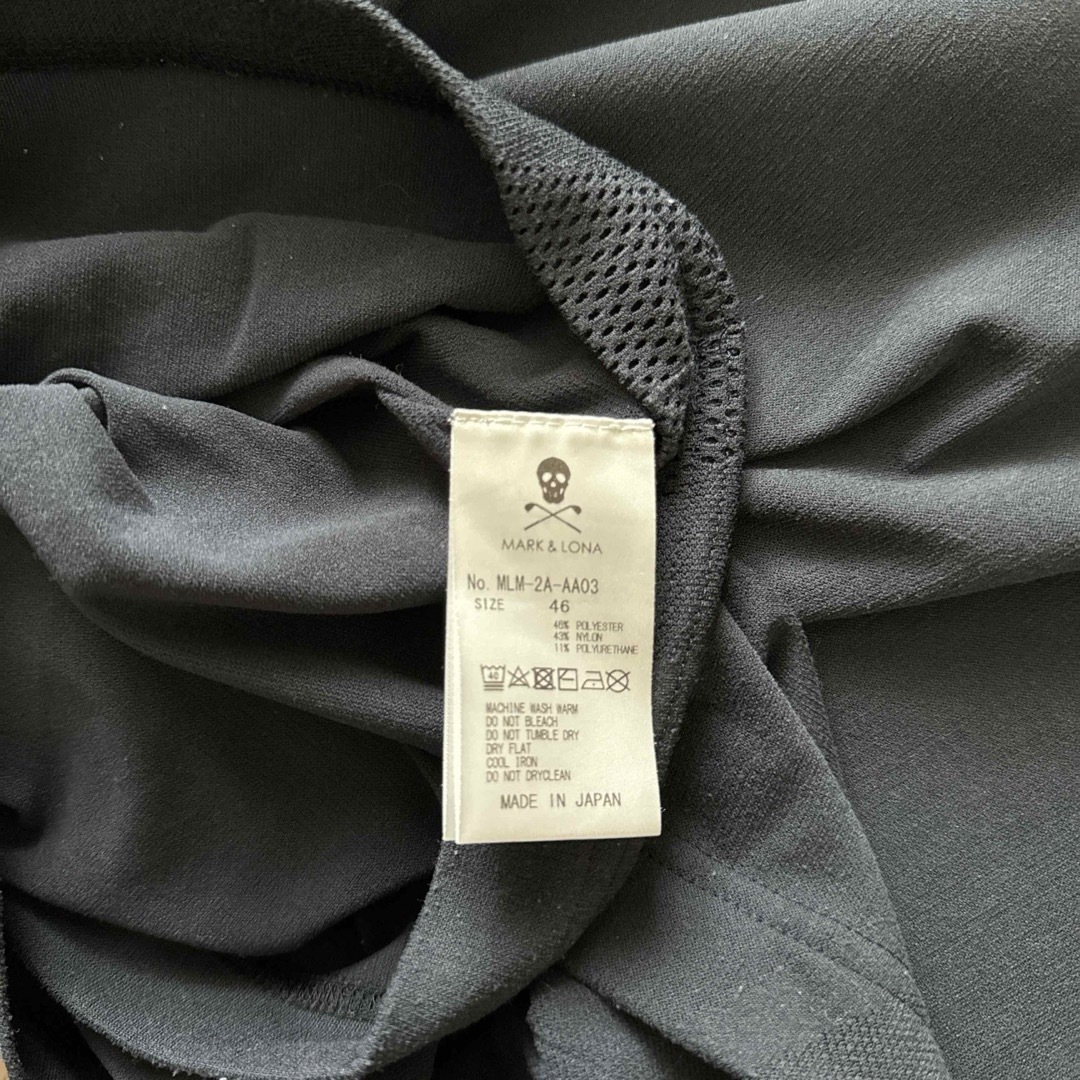 MARK & LONA
No. MLM-2A-AA03
SIZE 46
46% POLYESTER
43% NYLON
11% POLYURETHANE
40
MACHINE WASH WARM
DO NOT BLEACH
DO NOT TUMBLE DRY
DRY FLAT
COOL IRON
DO NOT DRYCLEAN
MADE IN JAPAN